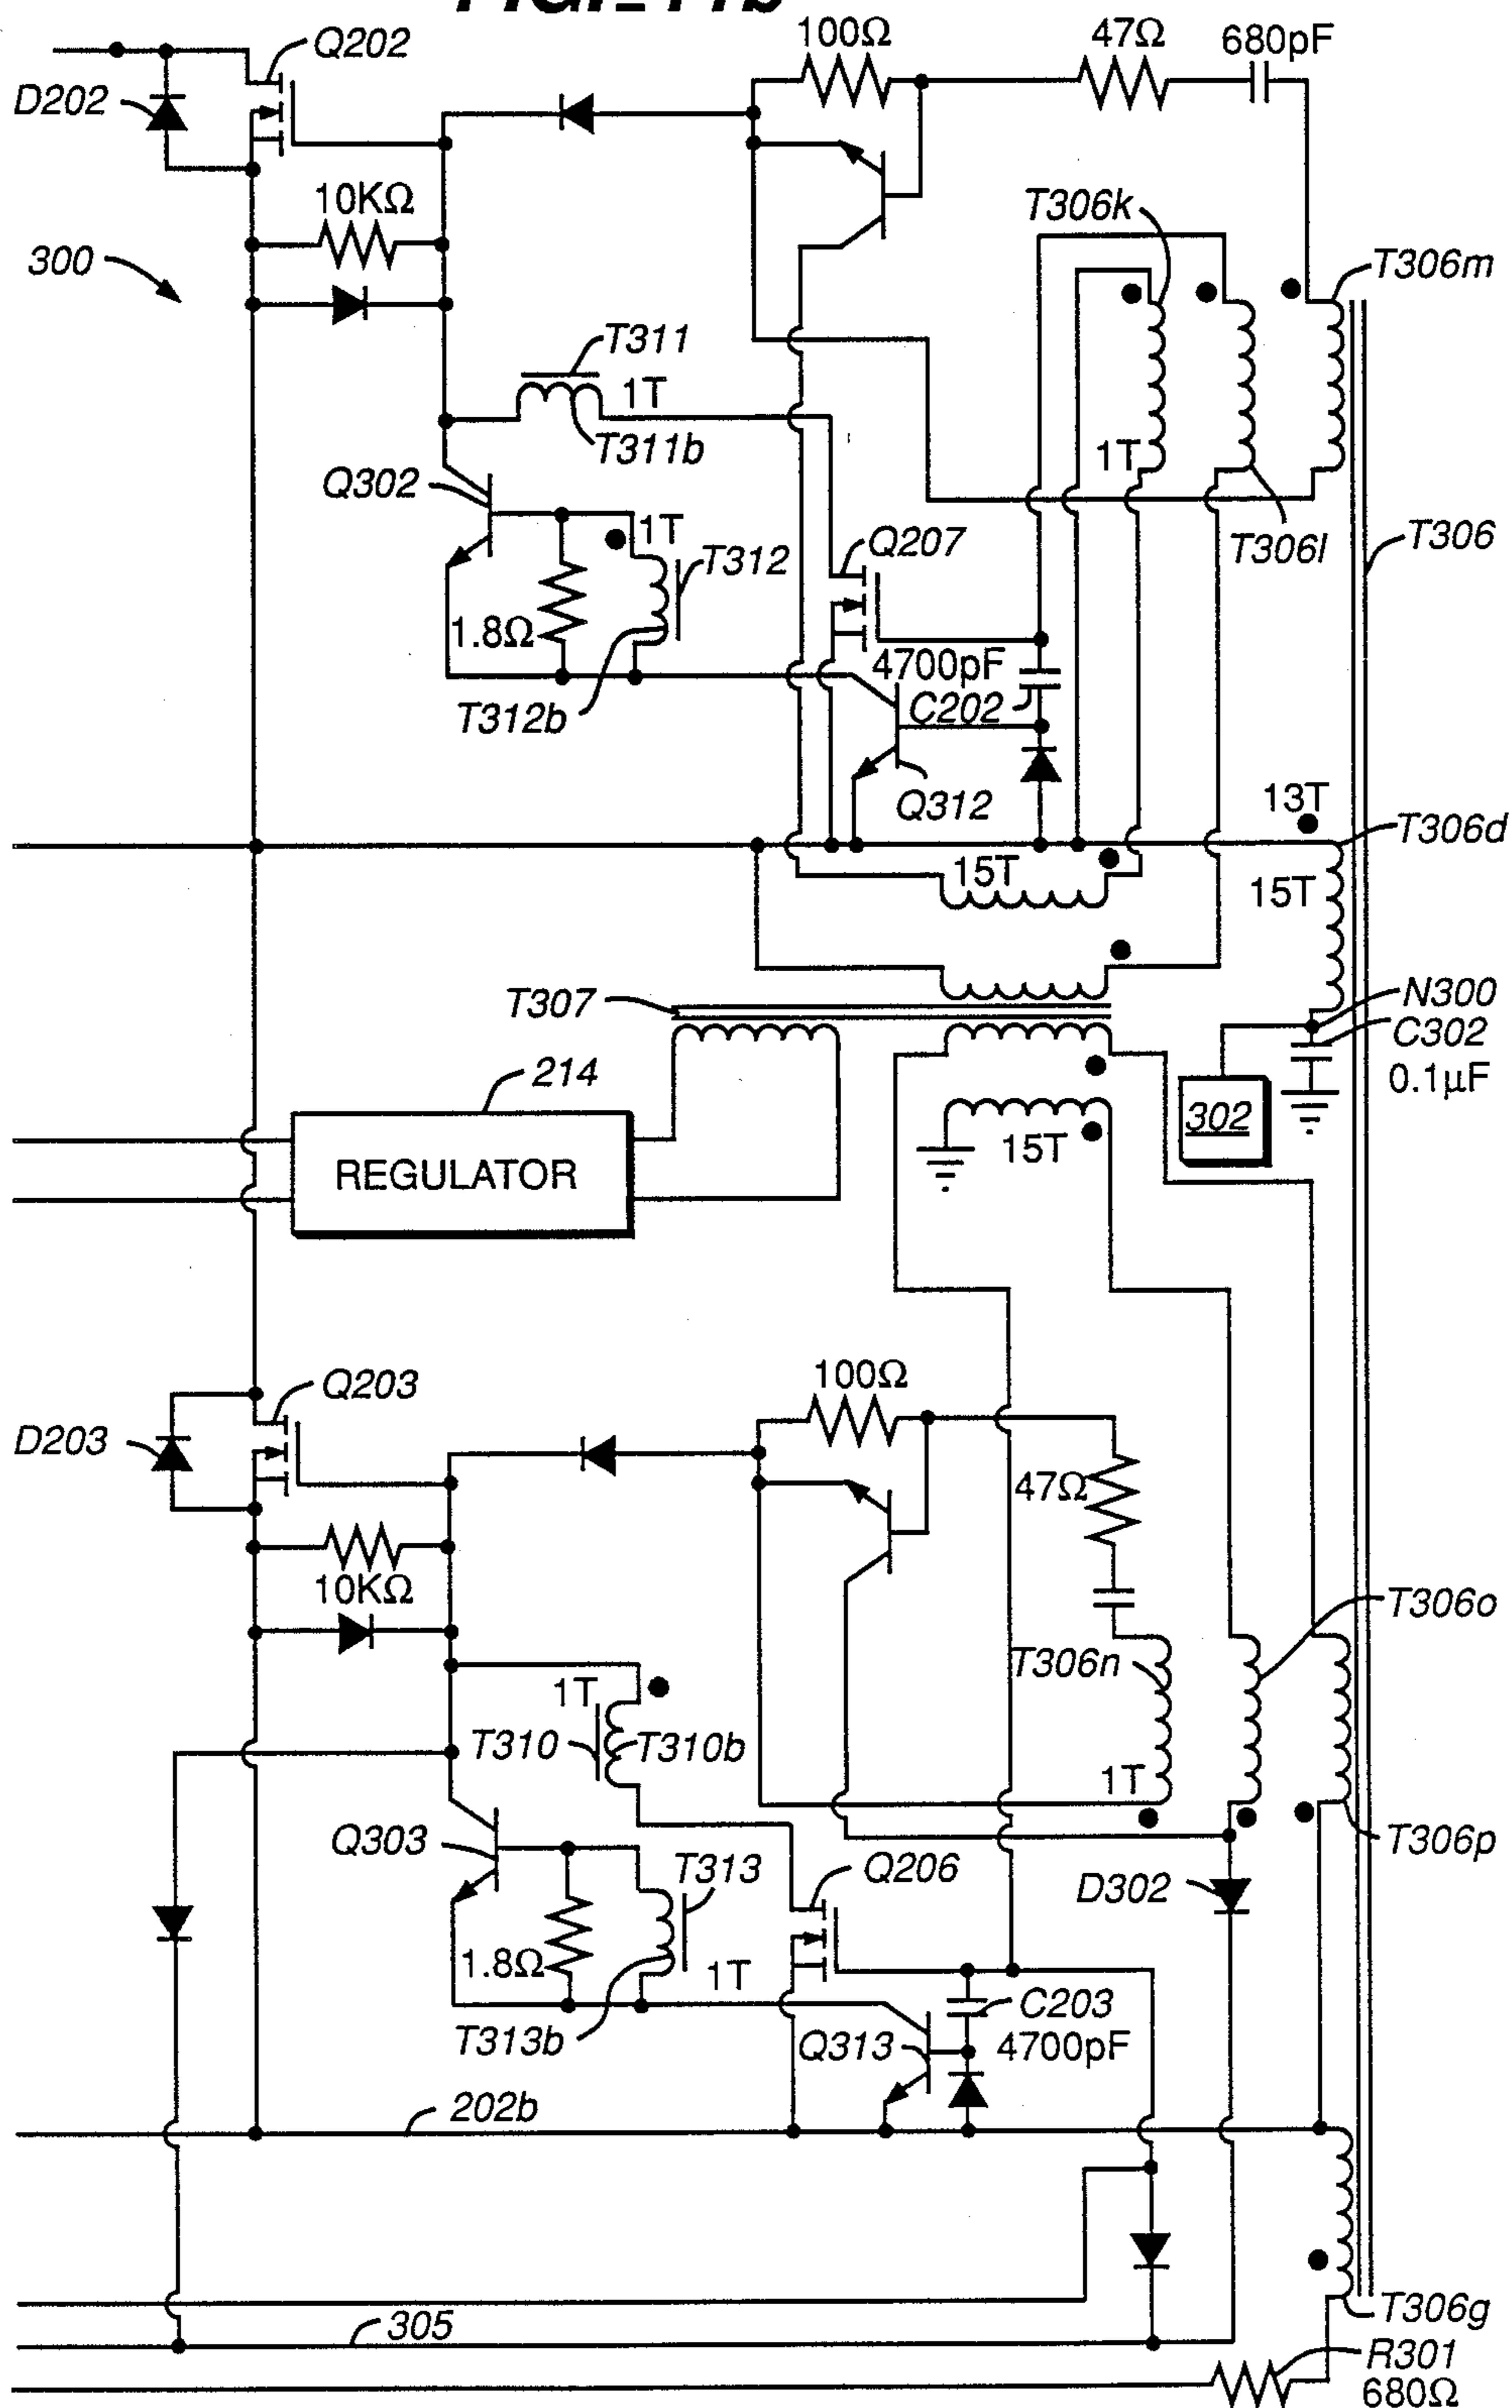 FIG._11b
Q202
100Ω
47Ω
680pF
D202
10KΩ
T306k
300
T306m
T311
1T
T311b
1T
Q302
1T
T312
Q207
T306l
T306
1.8Ω
4700pF
C202
T312b
Q312
13T
T306d
15T
15T
T307
N300
C302
0.1µF
214
302
REGULATOR
15T
Q203
100Ω
D203
47Ω
10KΩ
T306o
T306n
1T
T310
T310b
1T
Q303
T313
Q206
D302
T306p
1.8Ω
1T
C203
T313b
Q313
4700pF
202b
305
T306g
R301
680Ω